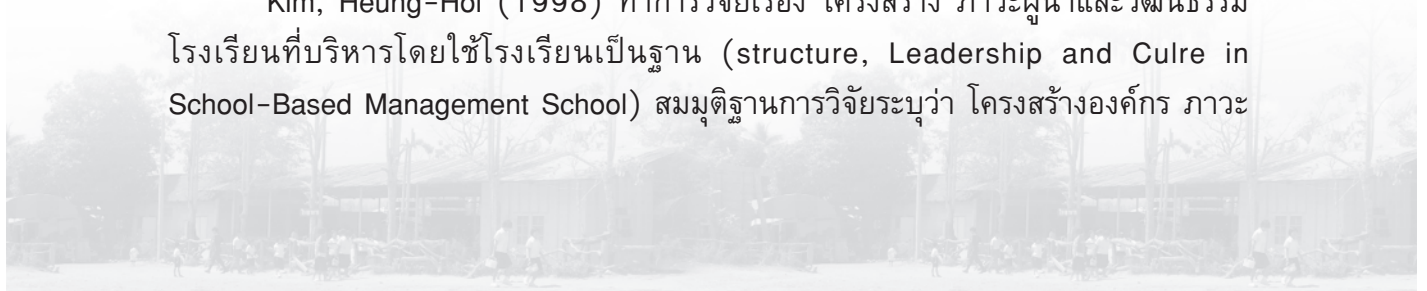 Kim, Heung-Hoi (1998) ทำการวิจัยเรื่อง โครงสร้าง ภาวะผู้นำและวัฒนธรรม
โรงเรียนที่บริหารโดยใช้โรงเรียนเป็นฐาน (structure, Leadership and Culre in
School-Based Management School) สมมุติฐานการวิจัยระบุว่า โครงสร้างองค์กร ภาวะ